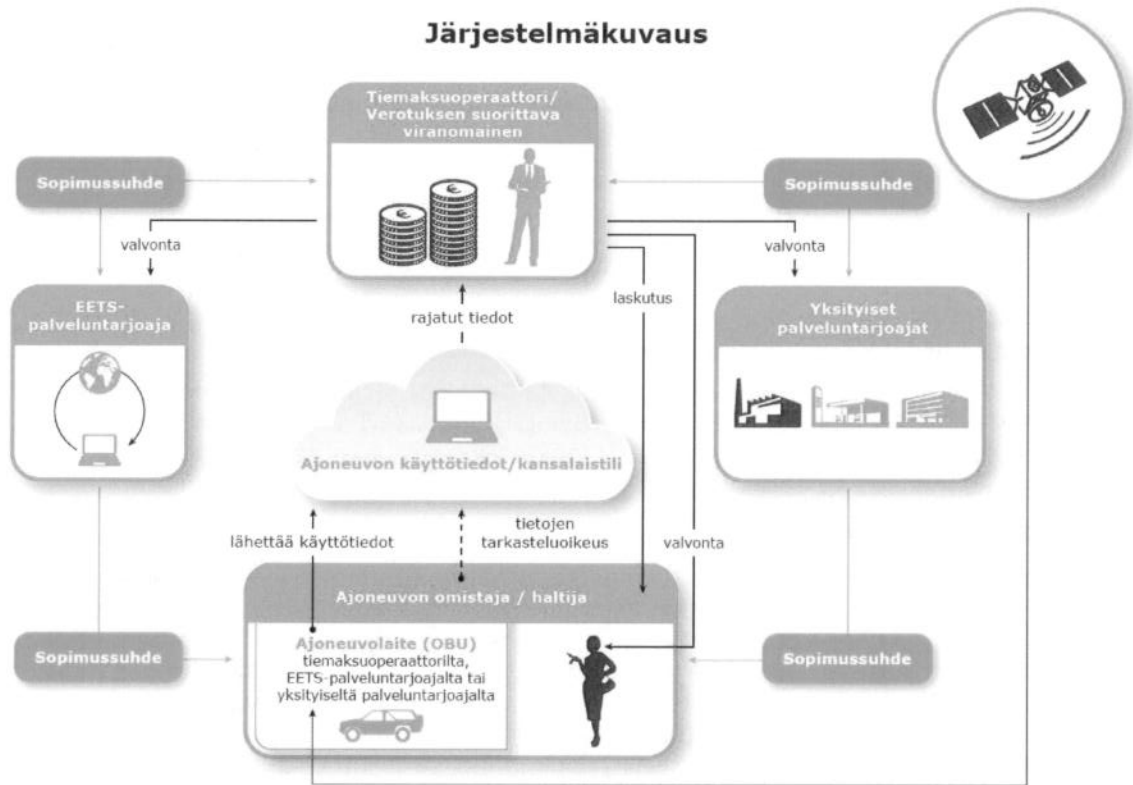 Järjestelmäkuvaus
Tiemaksuoperaattori/
Verotuksen suorittava
viranomainen
€
€
Sopimussuhde
Sopimussuhde
valvonta
valvonta
EETS-
palveluntarjoaja
laskutus
Yksityiset
palveluntarjoajat
rajatut tiedot
Ajoneuvon käyttötiedot/kansalaistili
lähettää käyttötiedot
tietojen
tarkasteluoikeus
valvonta
Ajoneuvon omistaja / haltija
Sopimussuhde
Ajoneuvolaite (OBU)
tiemaksuoperaattorilta,
EETS-palveluntarjoajalta tai
yksityiseltä palveluntarjoajalta
Sopimussuhde